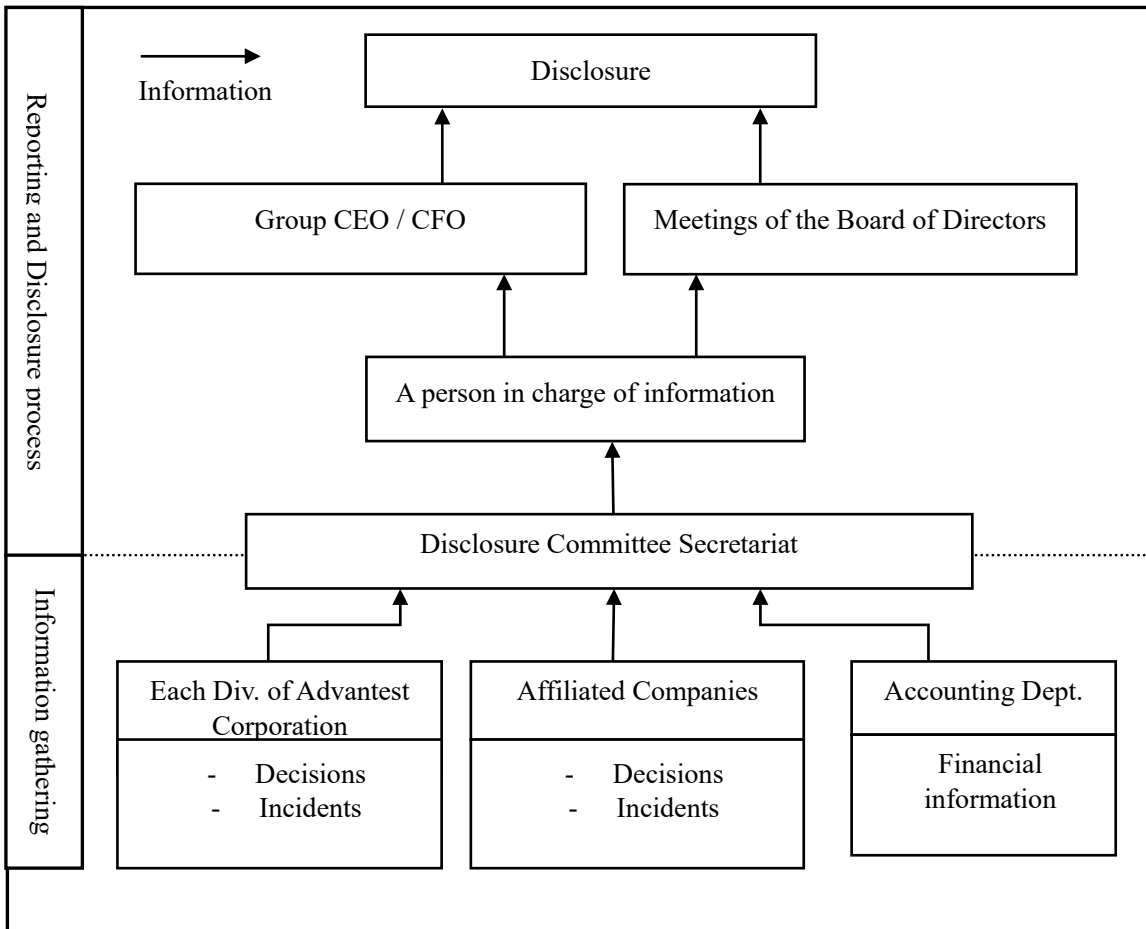 Disclosure
Information
Group CEO / CFO
Meetings of the Board of Directors
A person in charge of information
Reporting and Disclosure process
Disclosure Committee Secretariat
Information gathering
Each Div. of Advantest
Corporation
- Decisions
- Incidents
Affiliated Companies
- Decisions
- Incidents
Accounting Dept.
Financial
information